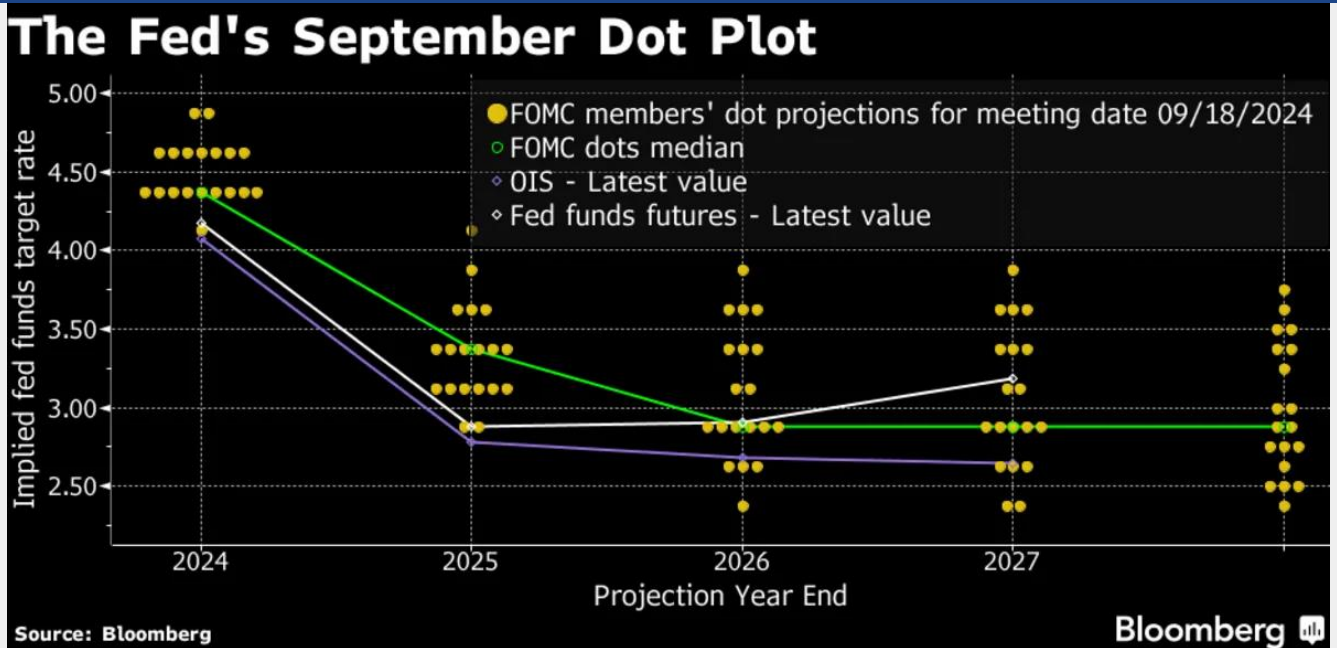 The Fed's September Dot Plot
Implied fed funds target rate
5.00
4.50
4.00
3.50
3.00
2.50
FOMC members' dot projections for meeting date 09/18/2024
FOMC dots median
OIS - Latest value
Fed funds futures - Latest value
2024
2025
2026
2027
Projection Year End
Source: Bloomberg
Bloomberg